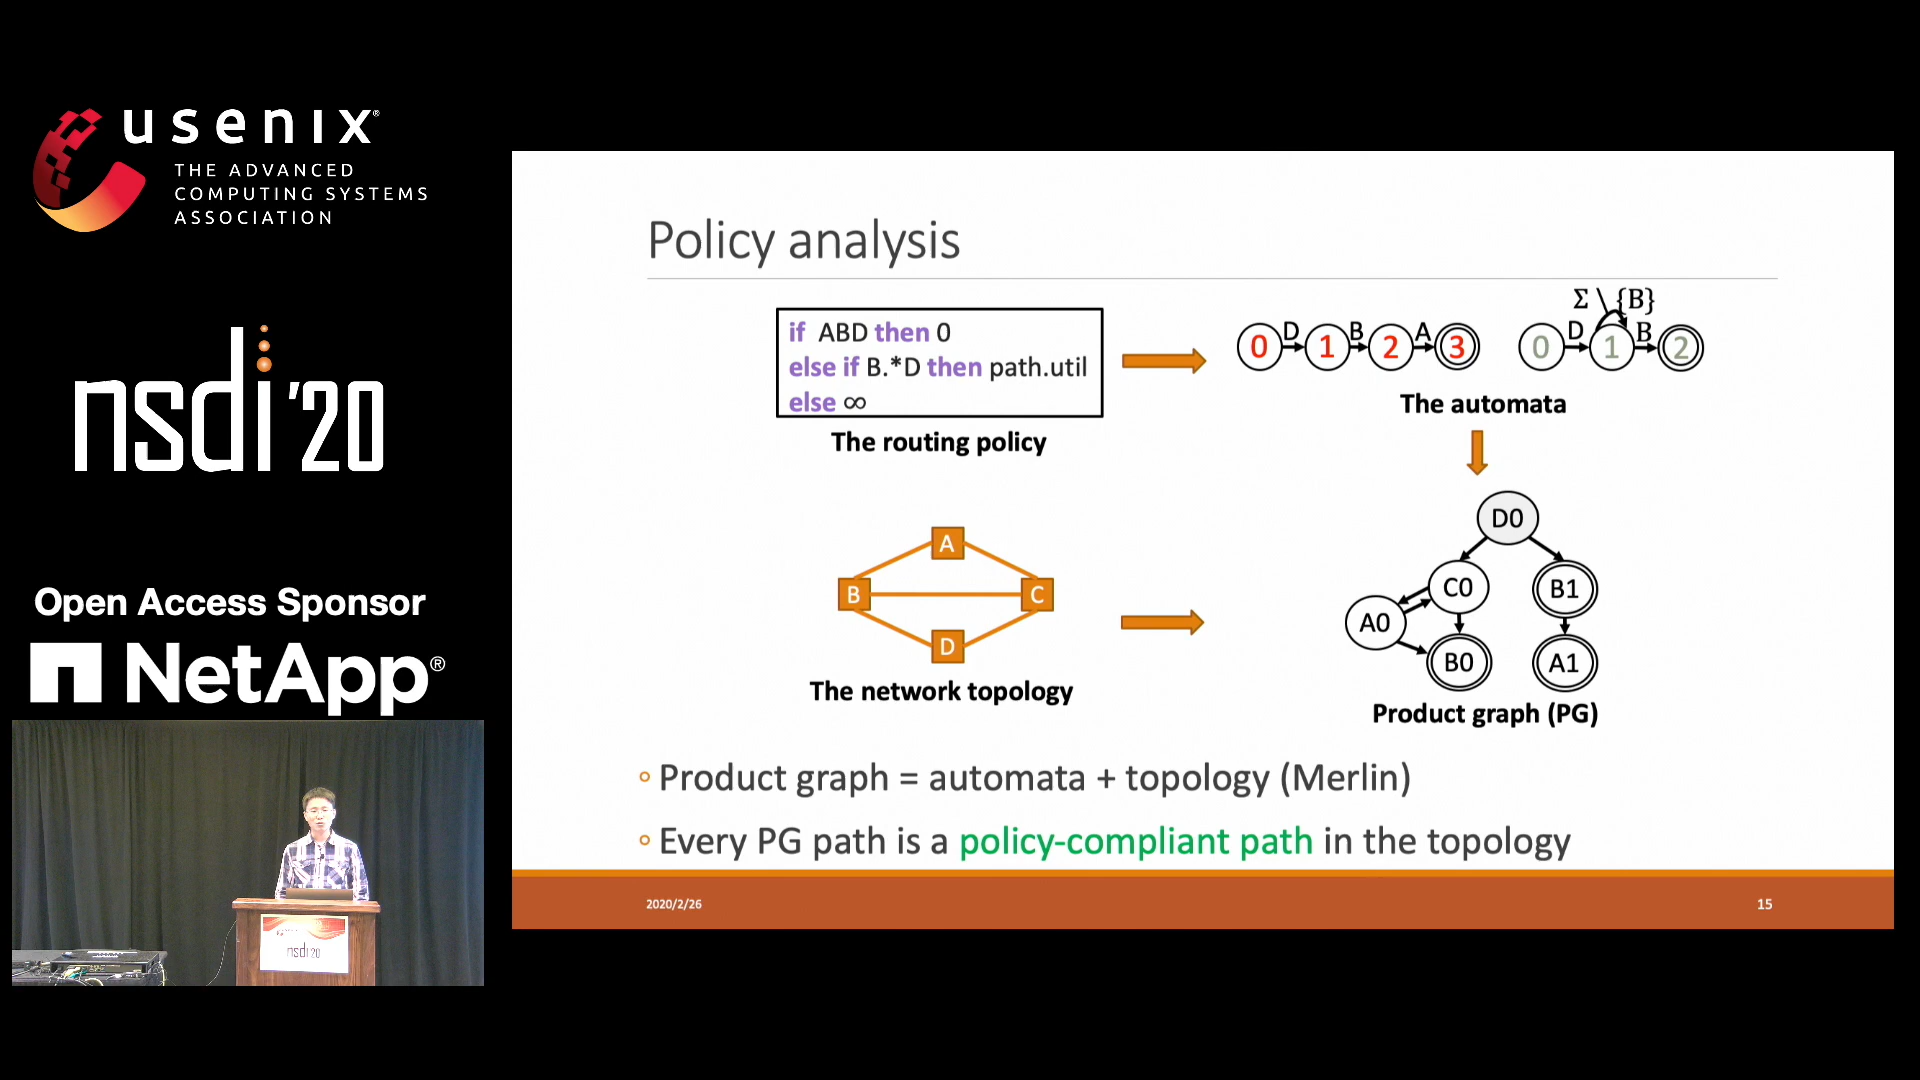 usenix®
THE ADVANCED
COMPUTING SYSTEMS
ASSOCIATION
nsdi '20
Open Access Sponsor
NetApp®
nsdi 20
Policy analysis
if ABD then 0
else if B.*D then path.util
else ∞
The routing policy
0 D 1 B 2 A 3
Σ \ {B}
0 D 1 B 2
The automata
A
B
C
D
The network topology
D0
C0
B1
A0
B0
A1
Product graph (PG)
◦ Product graph = automata + topology (Merlin)
◦ Every PG path is a policy-compliant path in the topology
2020/2/26
15